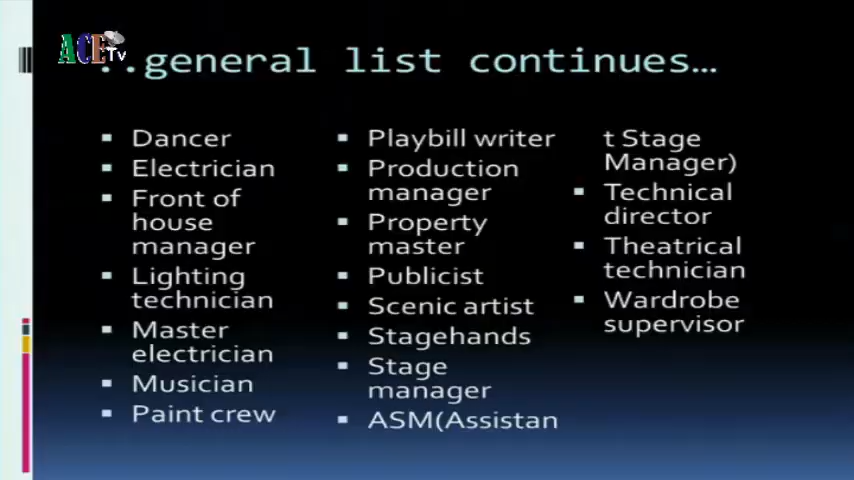 ACE Tv
..general list continues…
▪ Dancer
▪ Electrician
▪ Front of
house
manager
▪ Lighting
technician
▪ Master
electrician
▪ Musician
▪ Paint crew
▪ Playbill writer
▪ Production
manager
▪ Property
master
▪ Publicist
▪ Scenic artist
▪ Stagehands
▪ Stage
manager
▪ ASM(Assistan
t Stage
Manager)
▪ Technical
director
▪ Theatrical
technician
▪ Wardrobe
supervisor